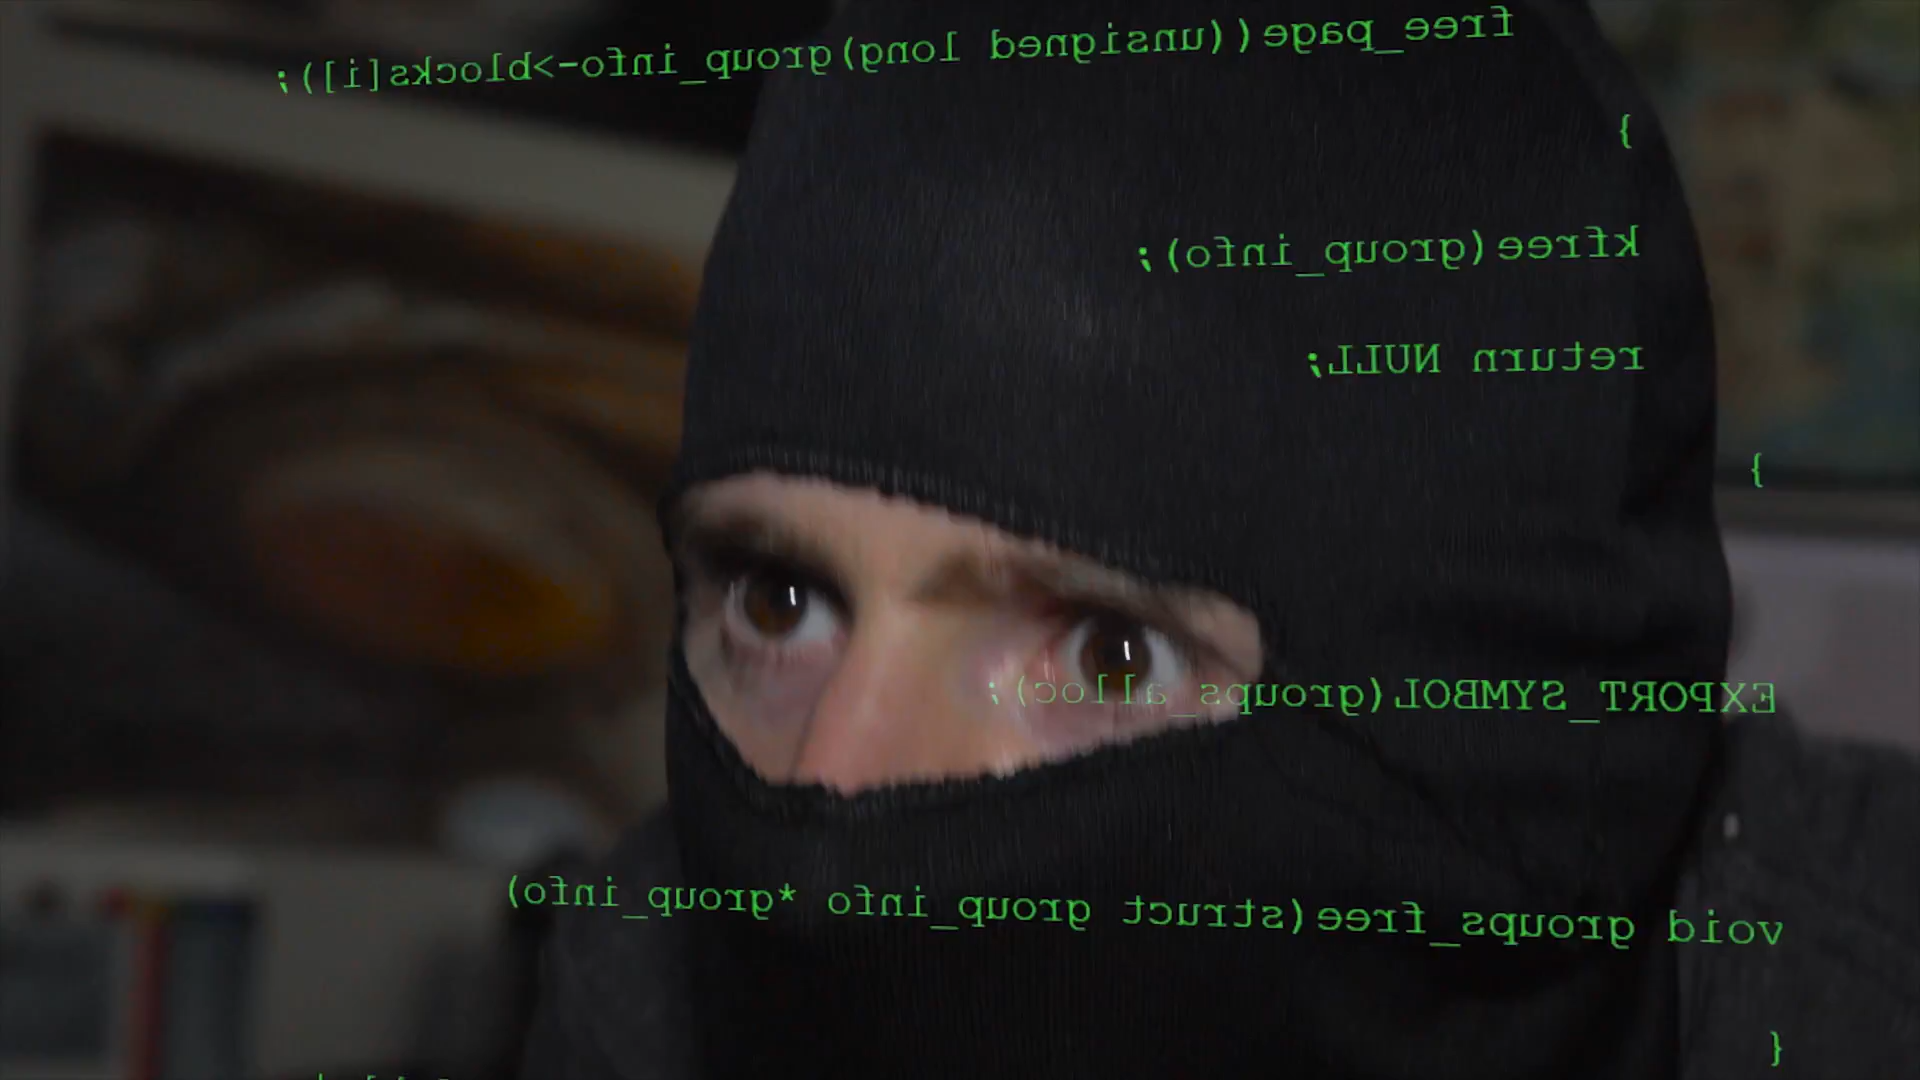 free_page((unsigned long)group_info->blocks[i]);
}
kfree(group_info);
return NULL;
}
EXPORT_SYMBOL(groups_alloc);
void groups_free(struct group_info *group_info)
{